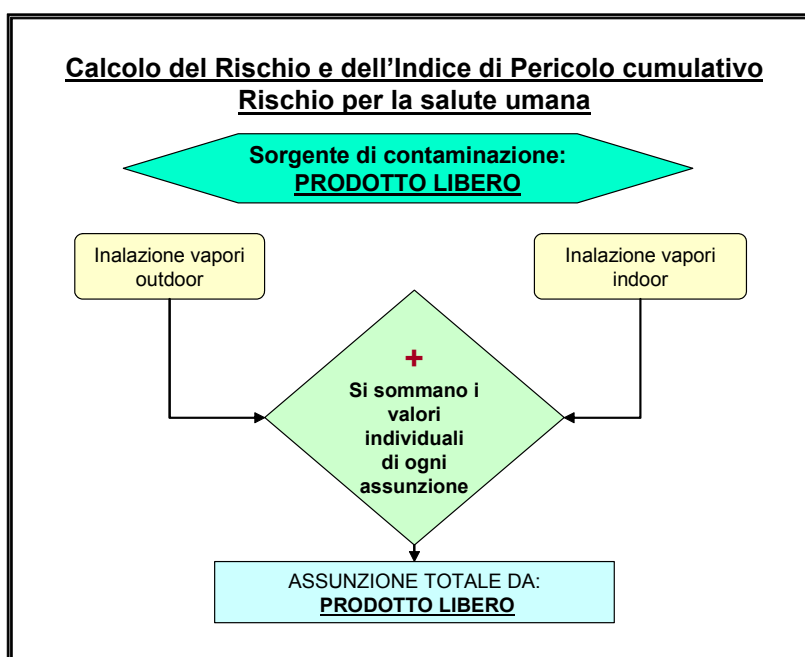 Calcolo del Rischio e dell’Indice di Pericolo cumulativo
Rischio per la salute umana
Sorgente di contaminazione:
PRODOTTO LIBERO
Inalazione vapori
outdoor
Inalazione vapori
indoor
+
Si sommano i
valori
individuali
di ogni
assunzione
ASSUNZIONE TOTALE DA:
PRODOTTO LIBERO